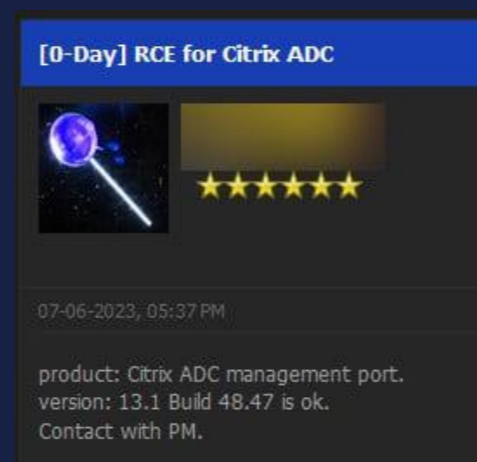 [0-Day] RCE for Citrix ADC
07-06-2023, 05:37 PM
product: Citrix ADC management port.
version: 13.1 Build 48.47 is ok.
Contact with PM.